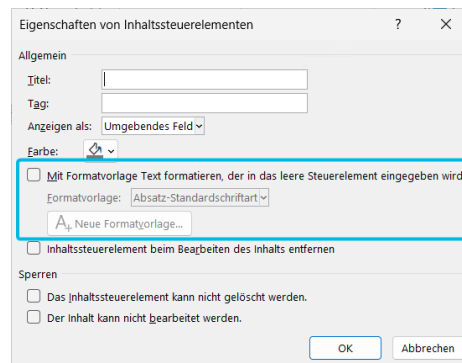 Eigenschaften von Inhaltssteuerelementen ? ×
Allgemein
Titel:
Tag:
Anzeigen als: Umgebendes Feld
Farbe:
Mit Formatvorlage Text formatieren, der in das leere Steuerelement eingegeben wird
Formatvorlage: Absatz-Standardschriftart
A+ Neue Formatvorlage...
Inhaltssteuerelement beim Bearbeiten des Inhalts entfernen
Sperren
Das Inhaltssteuerelement kann nicht gelöscht werden.
Der Inhalt kann nicht bearbeitet werden.
OK Abbrechen